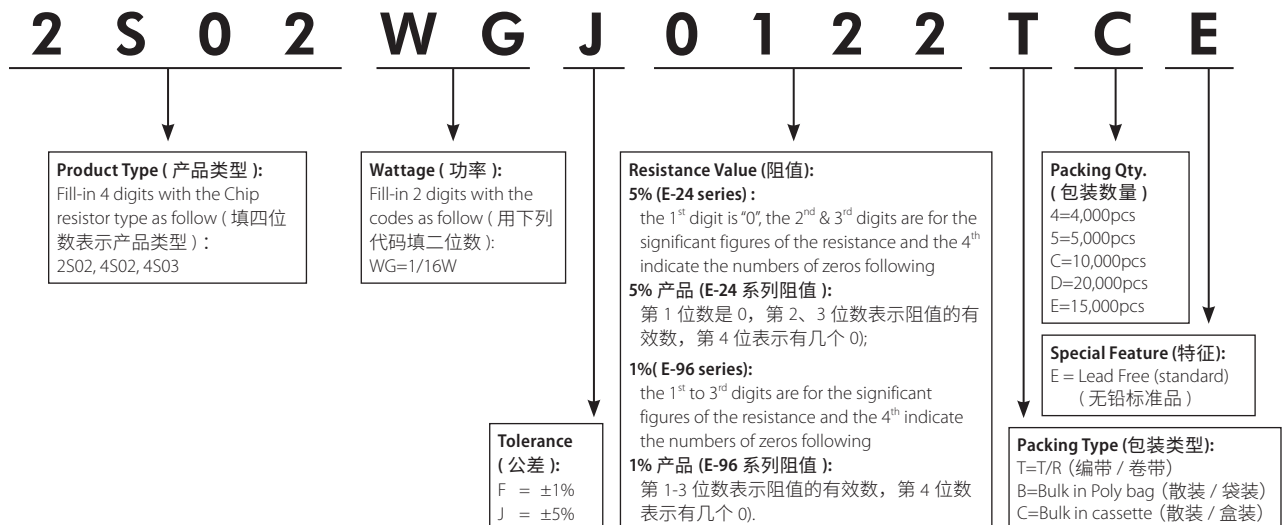 2 S 0 2 W G J 0 1 2 2 T C E
Product Type ( 产品类型 ):
Fill-in 4 digits with the Chip
resistor type as follow ( 填四位
数表示产品类型 ) :
2S02, 4S02, 4S03
Wattage ( 功率 ):
Fill-in 2 digits with the
codes as follow ( 用下列
代码填二位数 ):
WG=1/16W
Tolerance
( 公差 ):
F = ±1%
J = ±5%
Resistance Value (阻值):
5% (E-24 series) :
the 1st digit is "0", the 2nd & 3rd digits are for the
significant figures of the resistance and the 4th
indicate the numbers of zeros following
5% 产品 (E-24 系列阻值 ):
第 1 位数是 0，第 2、3 位数表示阻值的有
效数，第 4 位表示有几个 0);
1%( E-96 series):
the 1st to 3rd digits are for the significant
figures of the resistance and the 4th indicate
the numbers of zeros following
1% 产品 (E-96 系列阻值 ):
第 1-3 位数表示阻值的有效数，第 4 位数
表示有几个 0).
Packing Qty.
( 包装数量 )
4=4,000pcs
5=5,000pcs
C=10,000pcs
D=20,000pcs
E=15,000pcs
Special Feature (特征):
E = Lead Free (standard)
( 无铅标准品 )
Packing Type (包装类型):
T=T/R（编带 / 卷带）
B=Bulk in Poly bag（散装 / 袋装）
C=Bulk in cassette（散装 / 盒装）